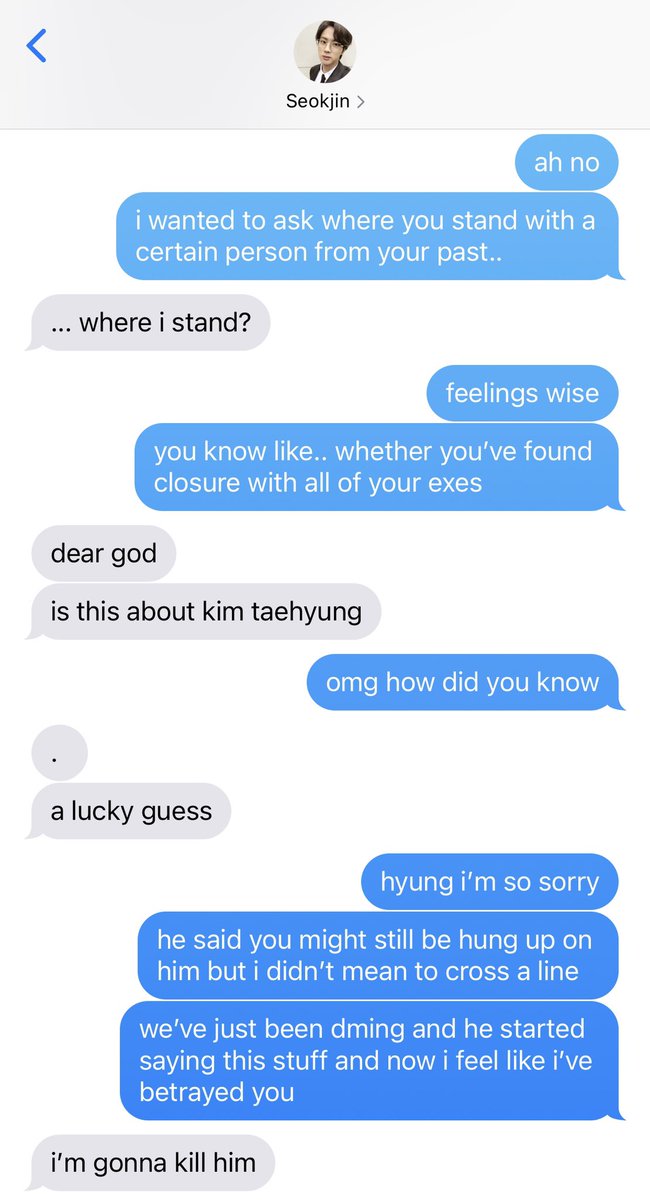 Seokjin
ah no
i wanted to ask where you stand with a
certain person from your past..
... where i stand?
feelings wise
you know like.. whether you’ve found
closure with all of your exes
dear god
is this about kim taehyung
omg how did you know
.
a lucky guess
hyung i’m so sorry
he said you might still be hung up on
him but i didn’t mean to cross a line
we’ve just been dming and he started
saying this stuff and now i feel like i’ve
betrayed you
i’m gonna kill him